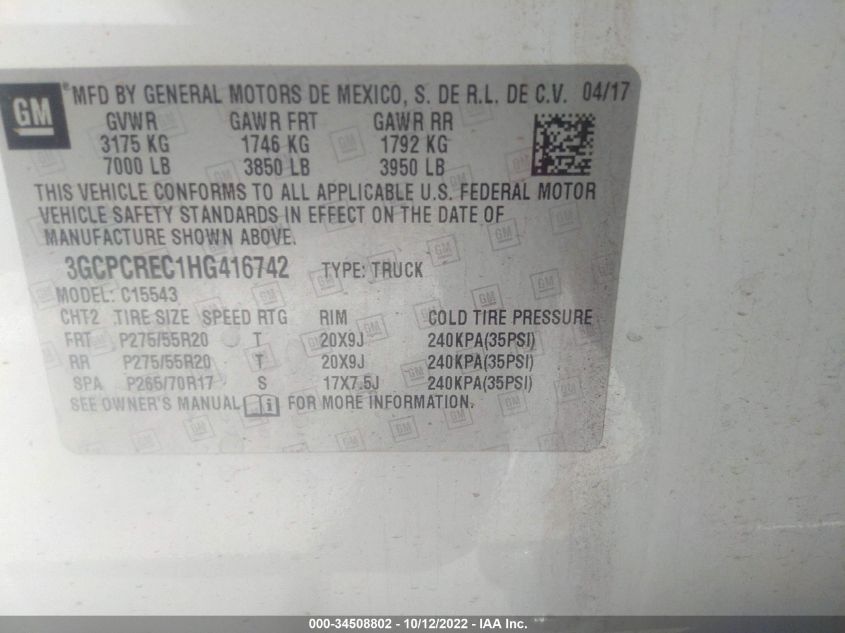 GM ® MFD BY GENERAL MOTORS DE MEXICO, S. DE R.L. DE C.V. 04/17
GVWR GAWR FRT GAWR RR
3175 KG 1746 KG 1792 KG
7000 LB 3850 LB 3950 LB
THIS VEHICLE CONFORMS TO ALL APPLICABLE U.S. FEDERAL MOTOR
VEHICLE SAFETY STANDARDS IN EFFECT ON THE DATE OF
MANUFACTURE SHOWN ABOVE.
3GCPCREC1HG416742 TYPE: TRUCK
MODEL: C15543
CHT2 TIRE SIZE SPEED RTG RIM COLD TIRE PRESSURE
FRT P275/55R20 T 20X9J 240KPA(35PSI)
RR P275/55R20 T 20X9J 240KPA(35PSI)
SPA P265/70R17 S 17X7.5J 240KPA(35PSI)
SEE OWNER'S MANUAL FOR MORE INFORMATION.
000-34508802 - 10/12/2022 - IAA Inc.